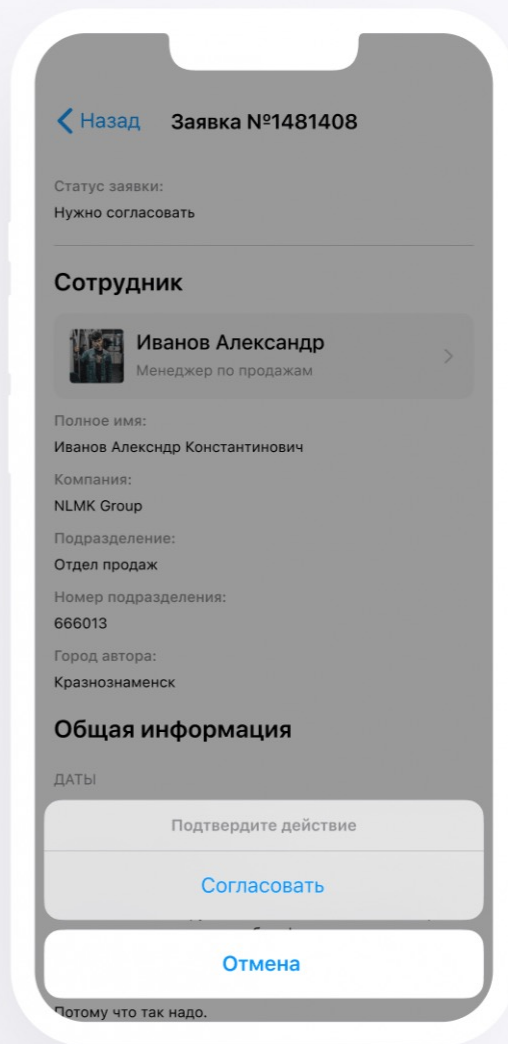 Назад Заявка №1481408
Статус заявки:
Нужно согласовать
Сотрудник
Иванов Александр
Менеджер по продажам
Полное имя:
Иванов Алексндр Константинович
Компания:
NLMK Group
Подразделение:
Отдел продаж
Номер подразделения:
666013
Город автора:
Кразнознаменск
Общая информация
ДАТЫ
Подтвердите действие
Согласовать
Отмена
Потому что так надо.